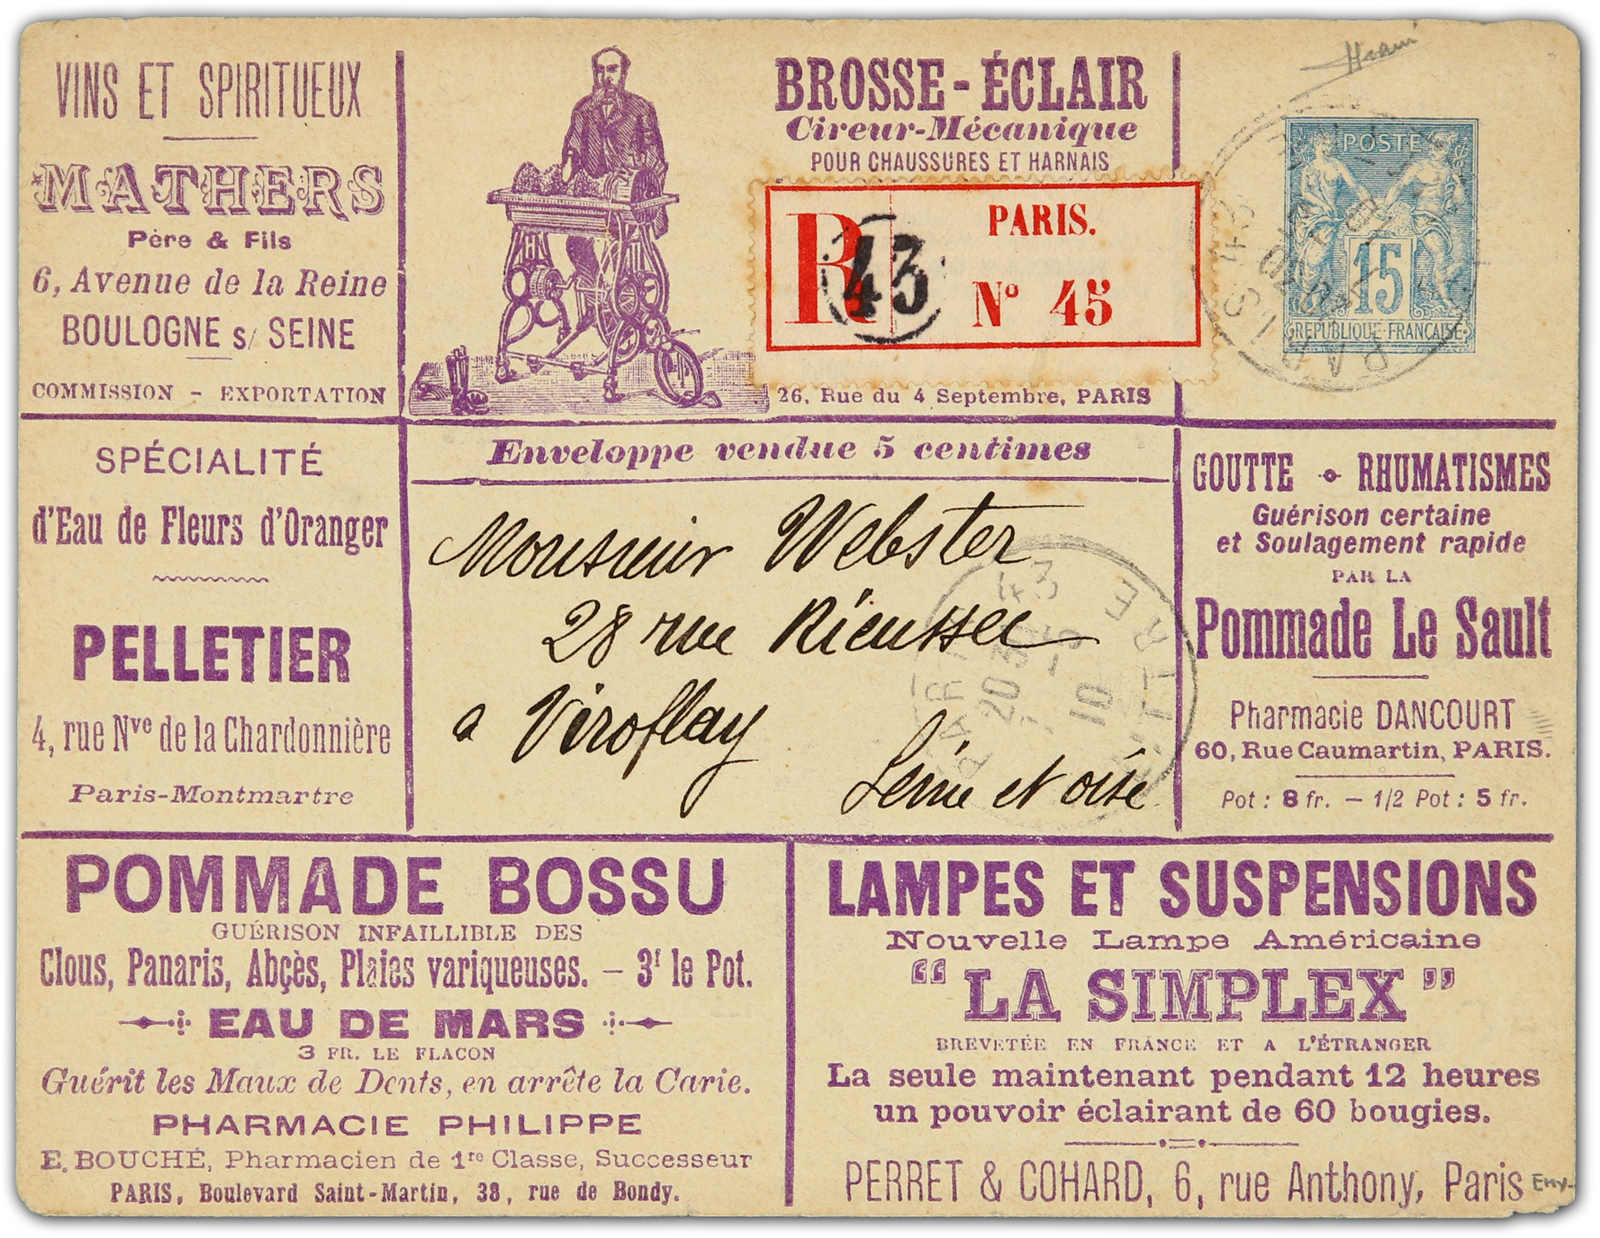 VINS ET SPIRITUEUX
MATHERS
Père & Fils
6, Avenue de la Reine
BOULOGNE s/ SEINE
COMMISSION - EXPORTATION
BROSSE-ÉCLAIR
Cireur-Mécanique
POUR CHAUSSURES ET HARNAIS
R
43
PARIS.
N° 45
26, Rue du 4 Septembre, PARIS
POSTE
15
REPUBLIQUE FRANÇAISE
PARIS
43
SPÉCIALITÉ
d'Eau de Fleurs d'Oranger
PELLETIER
4, rue Nve de la Chardonnière
Paris-Montmartre
Enveloppe vendue 5 centimes
Monsieur Webster
28 rue Rieussec
a Viroflay
Seine et oise
PARIS
43
GOUTTE RHUMATISMES
Guérison certaine
et Soulagement rapide
PAR LA
Pommade Le Sault
Pharmacie DANCOURT
60, Rue Caumartin, PARIS.
Pot : 8 fr. — 1/2 Pot : 5 fr.
POMMADE BOSSU
GUÉRISON INFAILLIBLE DES
Clous, Panaris, Abçès, Plaies variqueuses. — 3f le Pot.
EAU DE MARS
3 FR. LE FLACON
Guérit les Maux de Dents, en arrête la Carie.
PHARMACIE PHILIPPE
E. BOUCHÉ, Pharmacien de 1re Classe, Successeur
PARIS, Boulevard Saint-Martin, 38, rue de Bondy.
LAMPES ET SUSPENSIONS
Nouvelle Lampe Américaine
“LA SIMPLEX”
BREVETÉE EN FRANCE ET A L'ÉTRANGER
La seule maintenant pendant 12 heures
un pouvoir éclairant de 60 bougies.
PERRET & COHARD, 6, rue Anthony, Paris